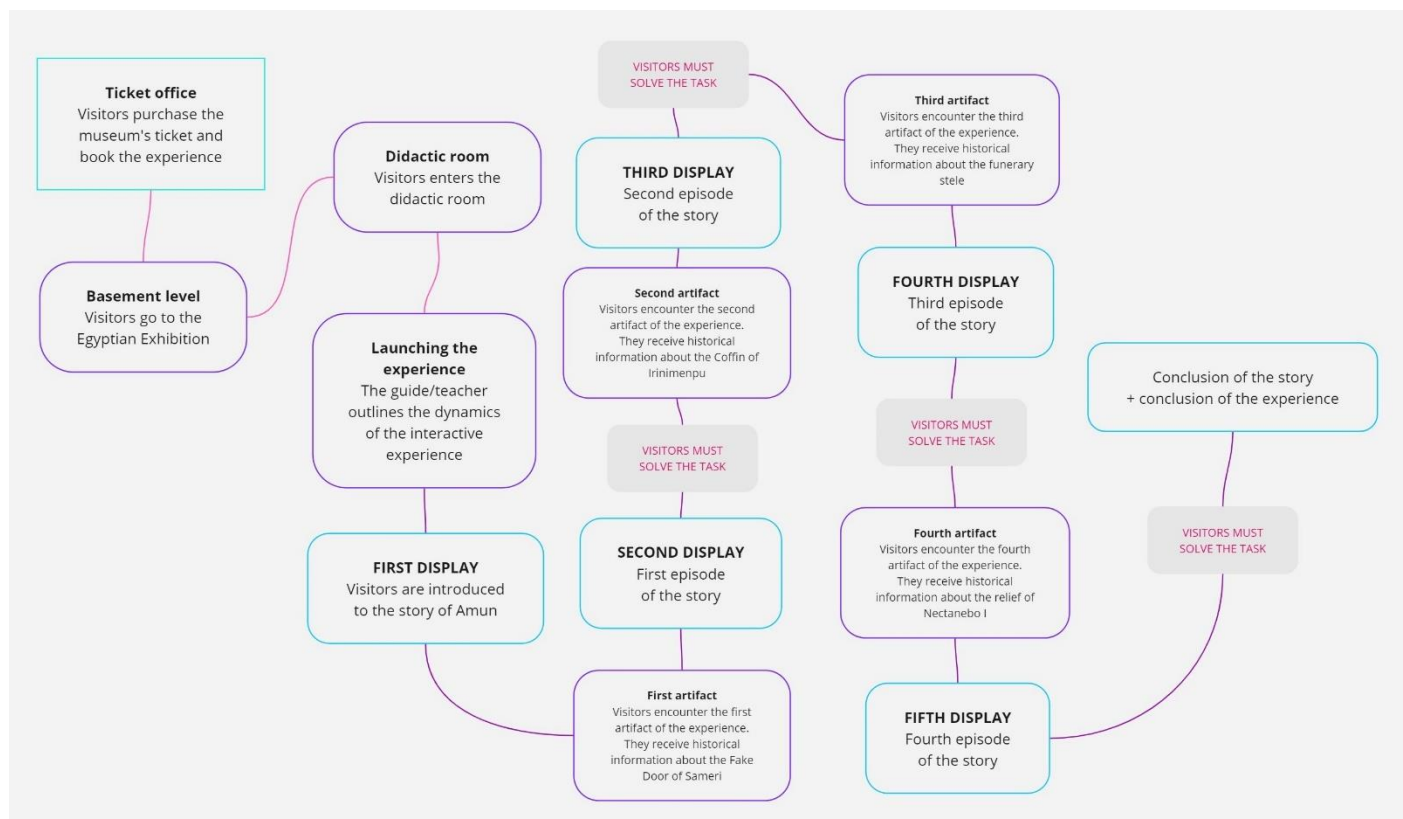 Ticket office
Visitors purchase the
museum's ticket and
book the experience
Basement level
Visitors go to the
Egyptian Exhibition
Didactic room
Visitors enters the
didactic room
Launching the
experience
The guide/teacher
outlines the dynamics
of the interactive
experience
FIRST DISPLAY
Visitors are introduced
to the story of Amun
First artifact
Visitors encounter the first
artifact of the experience.
They receive historical
information about the Fake
Door of Sameri
SECOND DISPLAY
First episode
of the story
VISITORS MUST
SOLVE THE TASK
Second artifact
Visitors encounter the second
artifact of the experience.
They receive historical
information about the Coffin of
Irinimenpu
THIRD DISPLAY
Second episode
of the story
VISITORS MUST
SOLVE THE TASK
Third artifact
Visitors encounter the third
artifact of the experience.
They receive historical
information about the funerary
stele
FOURTH DISPLAY
Third episode
of the story
VISITORS MUST
SOLVE THE TASK
Fourth artifact
Visitors encounter the fourth
artifact of the experience.
They receive historical
information about the relief of
Nectanebo I
FIFTH DISPLAY
Fourth episode
of the story
VISITORS MUST
SOLVE THE TASK
Conclusion of the story
+ conclusion of the experience